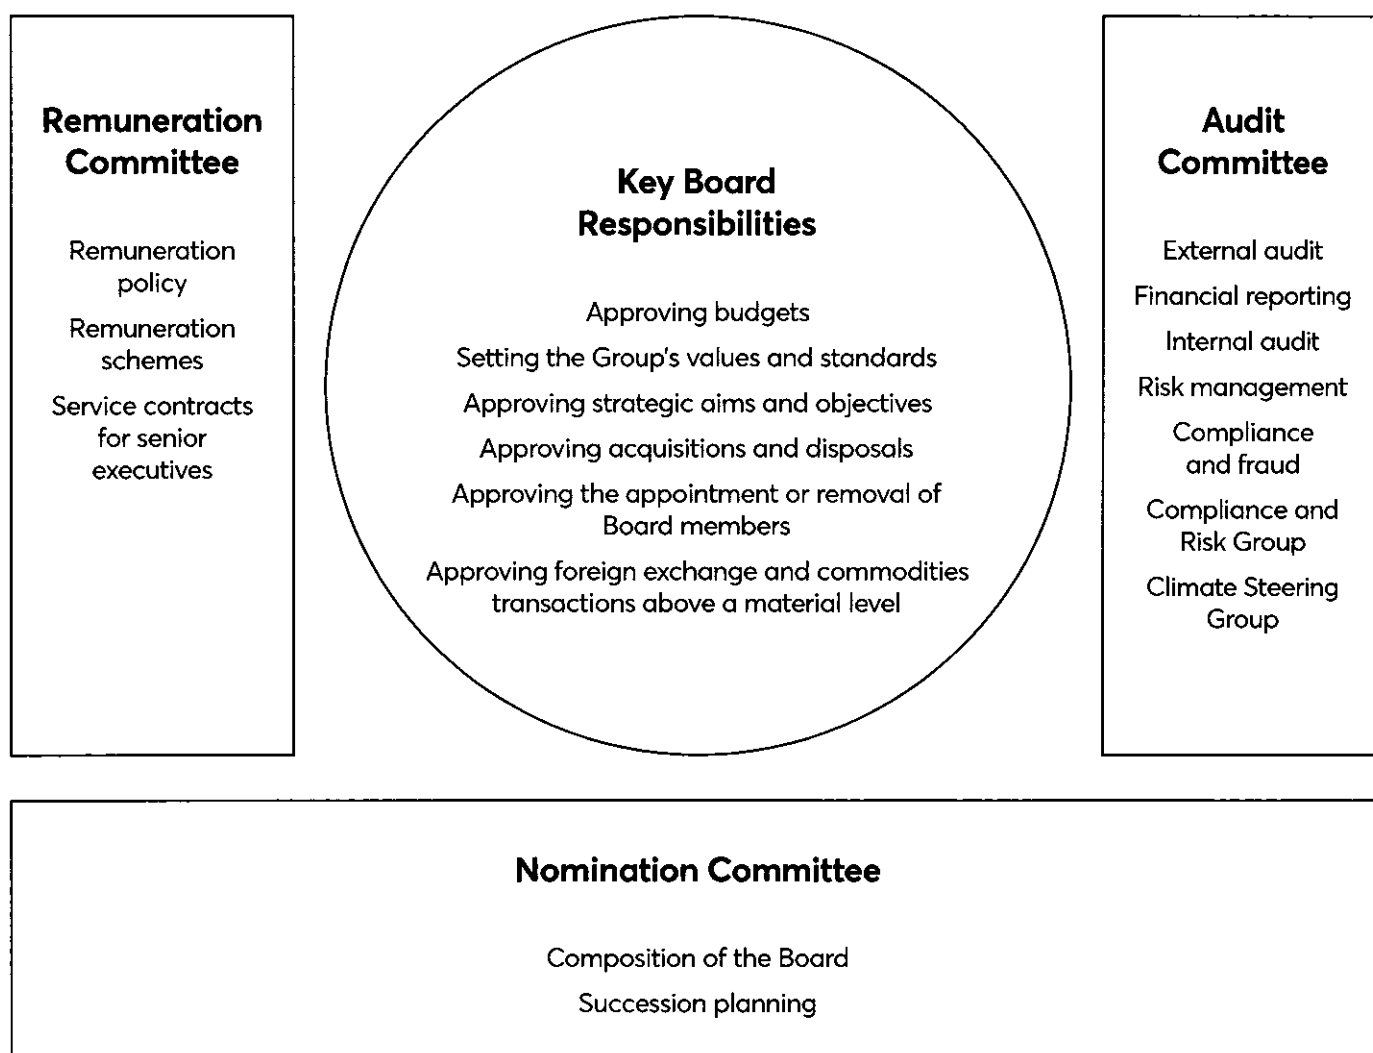 Remuneration
Committee
Remuneration
policy
Remuneration
schemes
Service contracts
for senior
executives
Key Board
Responsibilities
Approving budgets
Setting the Group's values and standards
Approving strategic aims and objectives
Approving acquisitions and disposals
Approving the appointment or removal of
Board members
Approving foreign exchange and commodities
transactions above a material level
Audit
Committee
External audit
Financial reporting
Internal audit
Risk management
Compliance
and fraud
Compliance and
Risk Group
Climate Steering
Group
Nomination Committee
Composition of the Board
Succession planning